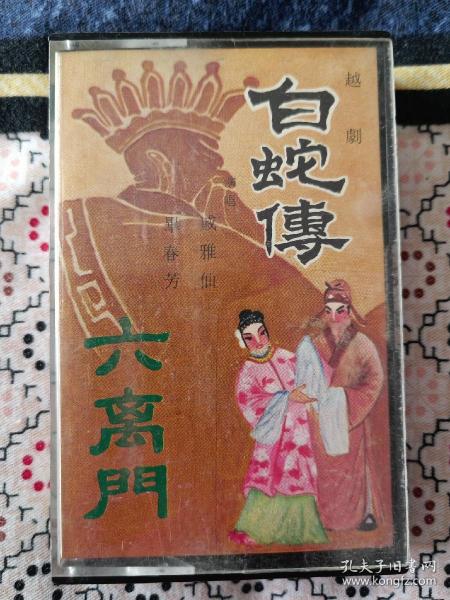 越劇
白蛇傳
演唱
戚雅仙
畢春芳
六离門
孔夫子旧书网
www.kongfz.com